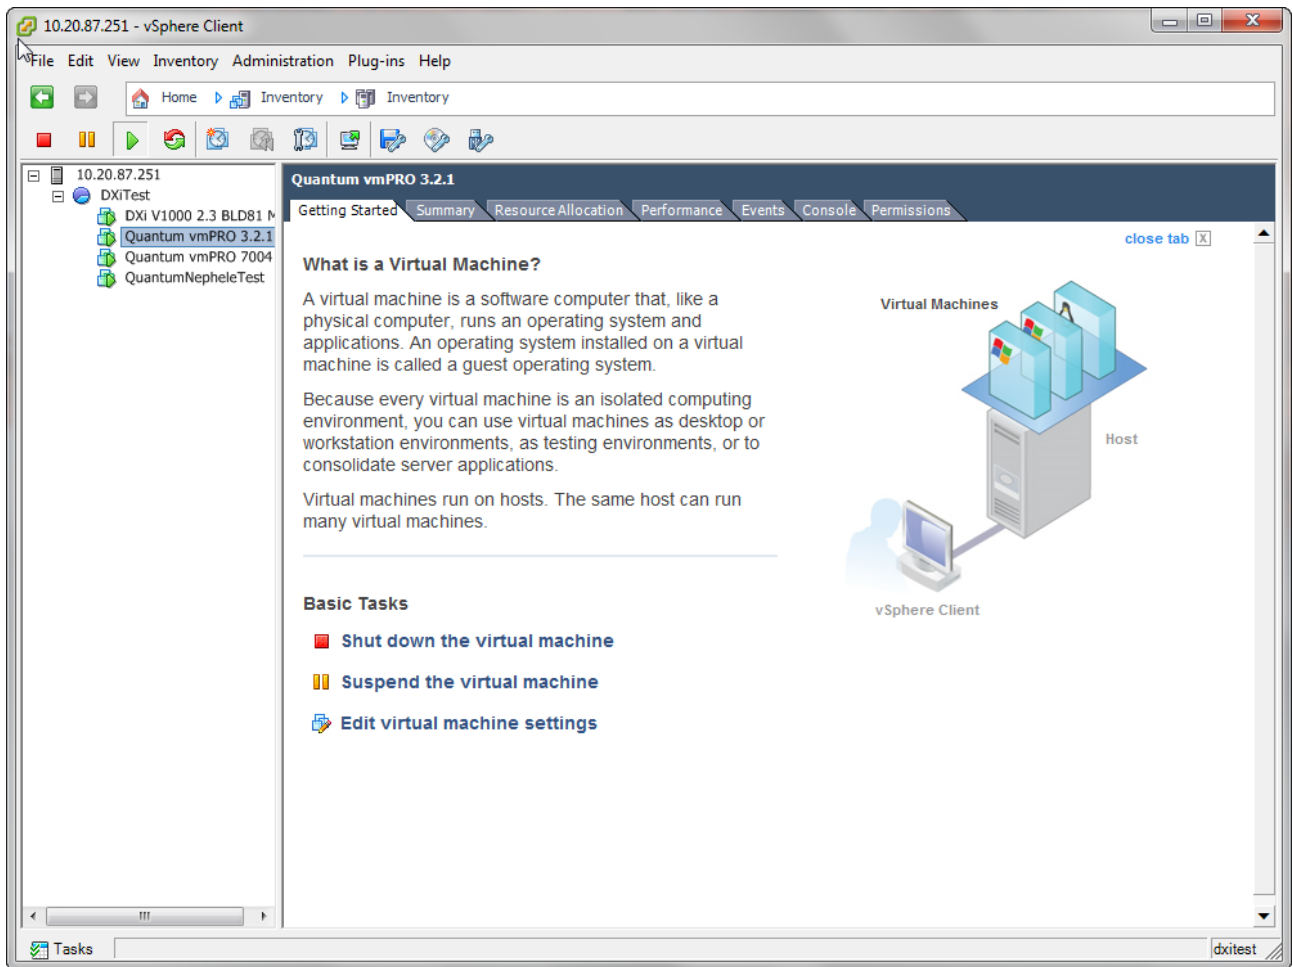 10.20.87.251 - vSphere Client
File Edit View Inventory Administration Plug-ins Help
Home Inventory Inventory
10.20.87.251
DXiTest
DXi V1000 2.3 BLD81 M
Quantum vmPRO 3.2.1
Quantum vmPRO 7004
QuantumNepheleTest
Quantum vmPRO 3.2.1
Getting Started Summary Resource Allocation Performance Events Console Permissions
close tab X
What is a Virtual Machine?
A virtual machine is a software computer that, like a
physical computer, runs an operating system and
applications. An operating system installed on a virtual
machine is called a guest operating system.
Because every virtual machine is an isolated computing
environment, you can use virtual machines as desktop or
workstation environments, as testing environments, or to
consolidate server applications.
Virtual machines run on hosts. The same host can run
many virtual machines.
Virtual Machines
Host
vSphere Client
Basic Tasks
Shut down the virtual machine
Suspend the virtual machine
Edit virtual machine settings
Tasks
dxitest